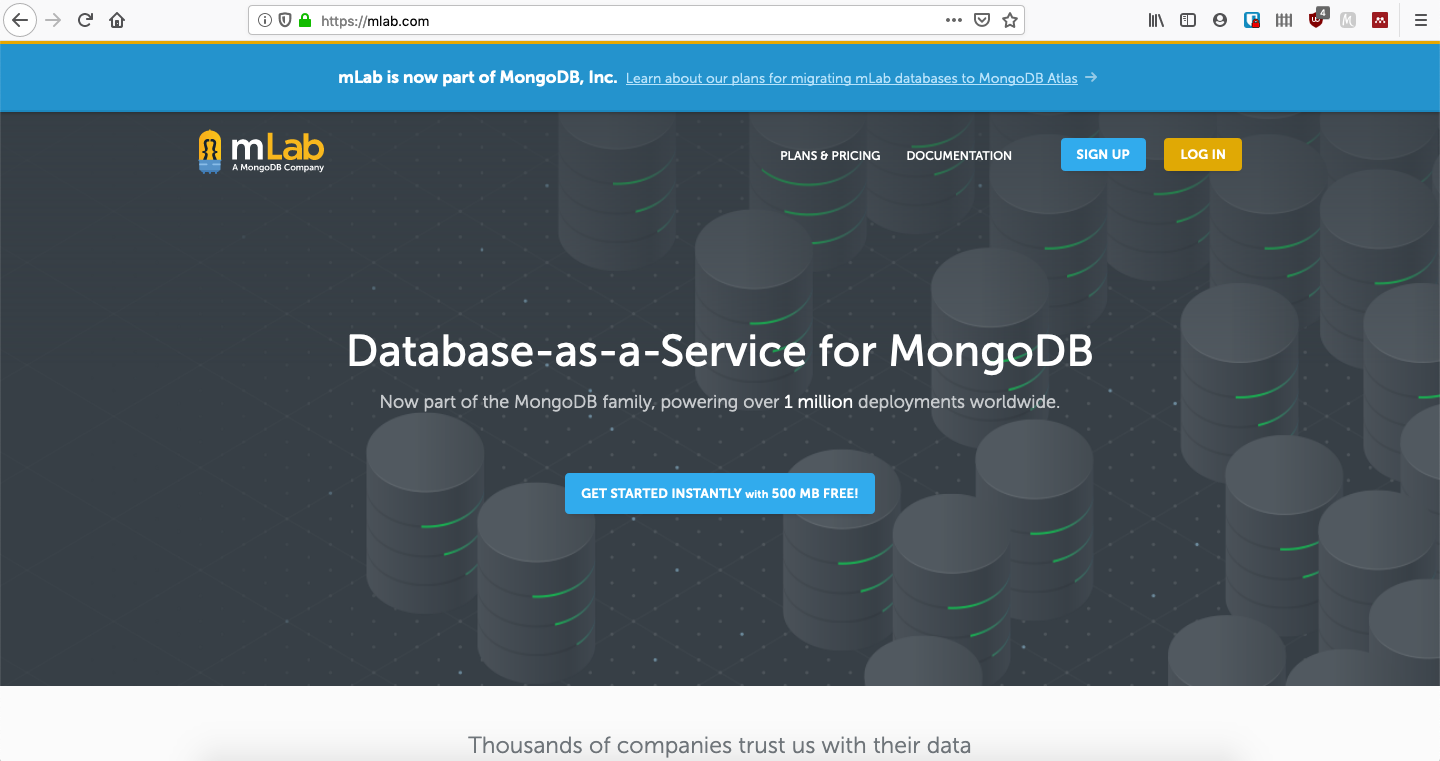 https://mlab.com
4
mLab is now part of MongoDB, Inc. Learn about our plans for migrating mLab databases to MongoDB Atlas →
mLab
A MongoDB Company
PLANS & PRICING
DOCUMENTATION
SIGN UP
LOG IN
Database-as-a-Service for MongoDB
Now part of the MongoDB family, powering over 1 million deployments worldwide.
GET STARTED INSTANTLY with 500 MB FREE!
Thousands of companies trust us with their data